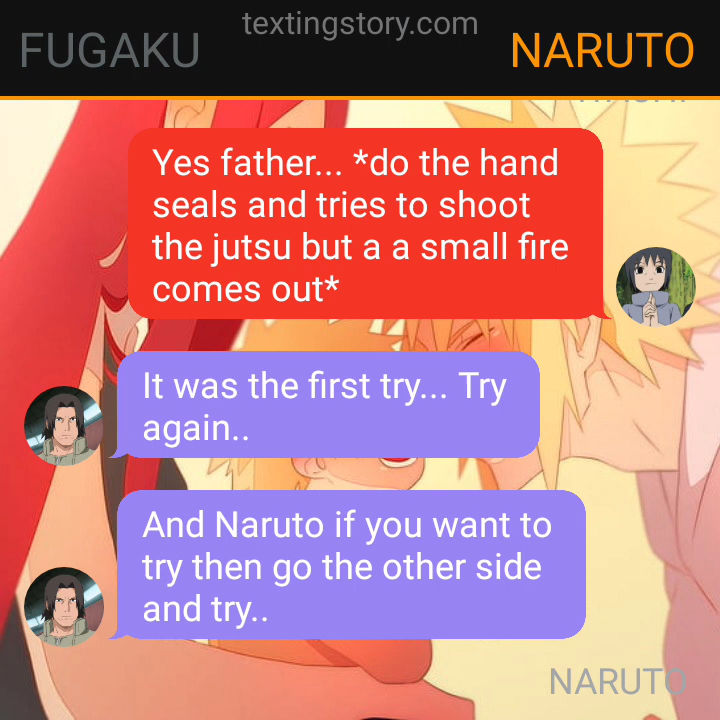 textingstory.com
FUGAKU
NARUTO
Yes father... *do the hand
seals and tries to shoot
the jutsu but a a small fire
comes out*
It was the first try... Try
again..
And Naruto if you want to
try then go the other side
and try..
NARUTO